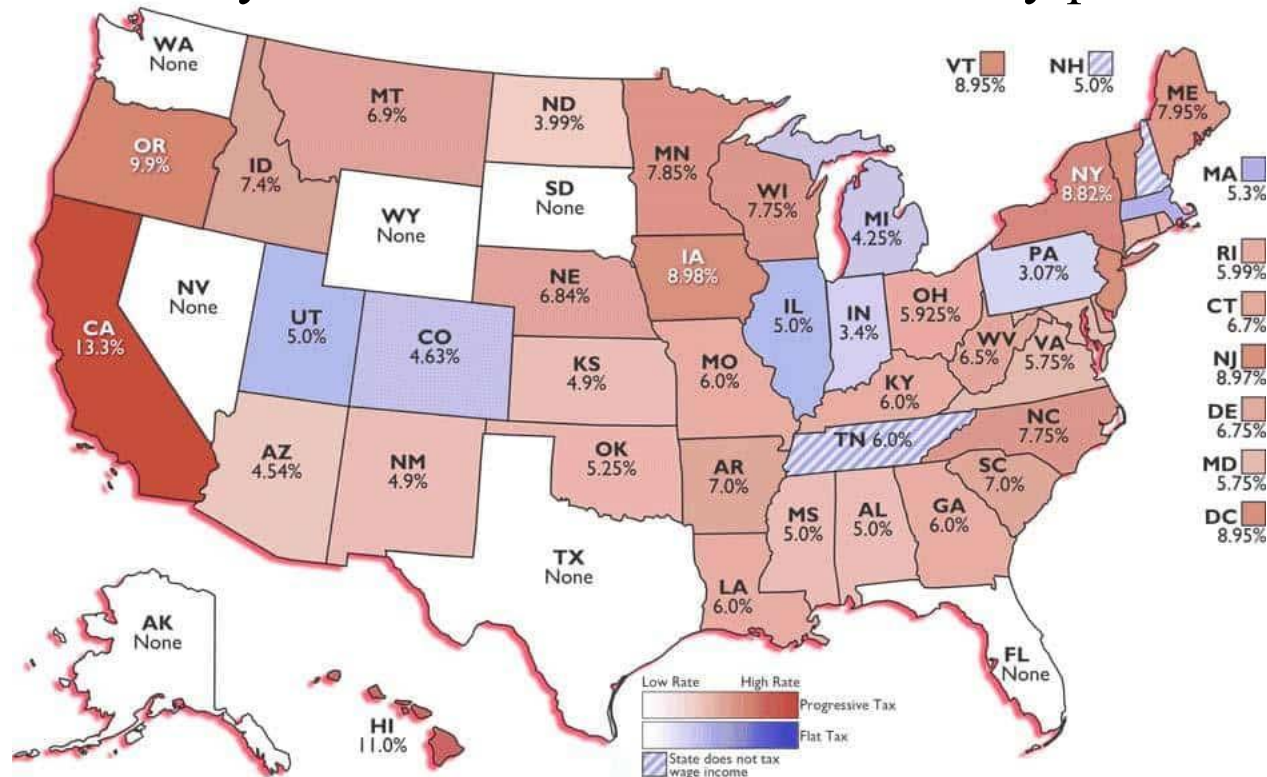 WA
None
MT
6.9%
ND
3.99%
OR
9.9%
ID
7.4%
MN
7.85%
WI
7.75%
SD
None
WY
None
MI
4.25%
VT
8.95%
NH
5.0%
ME
7.95%
NY
8.82%
MA
5.3%
PA
3.07%
RI
5.99%
CT
6.7%
NJ
8.97%
DE
6.75%
MD
5.75%
DC
8.95%
CA
13.3%
NV
None
UT
5.0%
CO
4.63%
NE
6.84%
IA
8.98%
IL
5.0%
IN
3.4%
OH
5.925%
WV
6.5%
VA
5.75%
KS
4.9%
MO
6.0%
KY
6.0%
AZ
4.54%
NM
4.9%
OK
5.25%
AR
7.0%
TN 6.0%
NC
7.75%
SC
7.0%
MS
5.0%
AL
5.0%
GA
6.0%
TX
None
LA
6.0%
FL
None
AK
None
HI
11.0%
Low Rate High Rate
Progressive Tax
Flat Tax
State does not tax
wage income